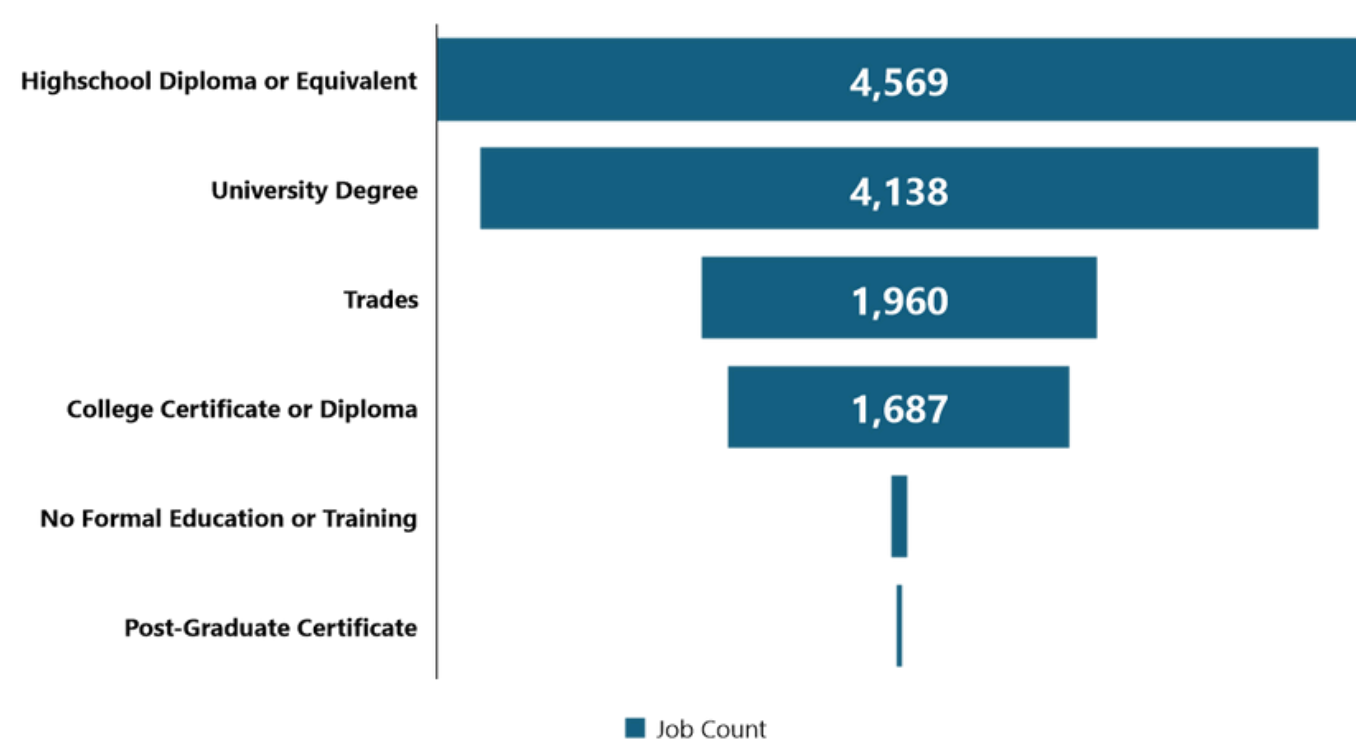 Highschool Diploma or Equivalent 4,569
University Degree 4,138
Trades 1,960
College Certificate or Diploma 1,687
No Formal Education or Training
Post-Graduate Certificate
Job Count